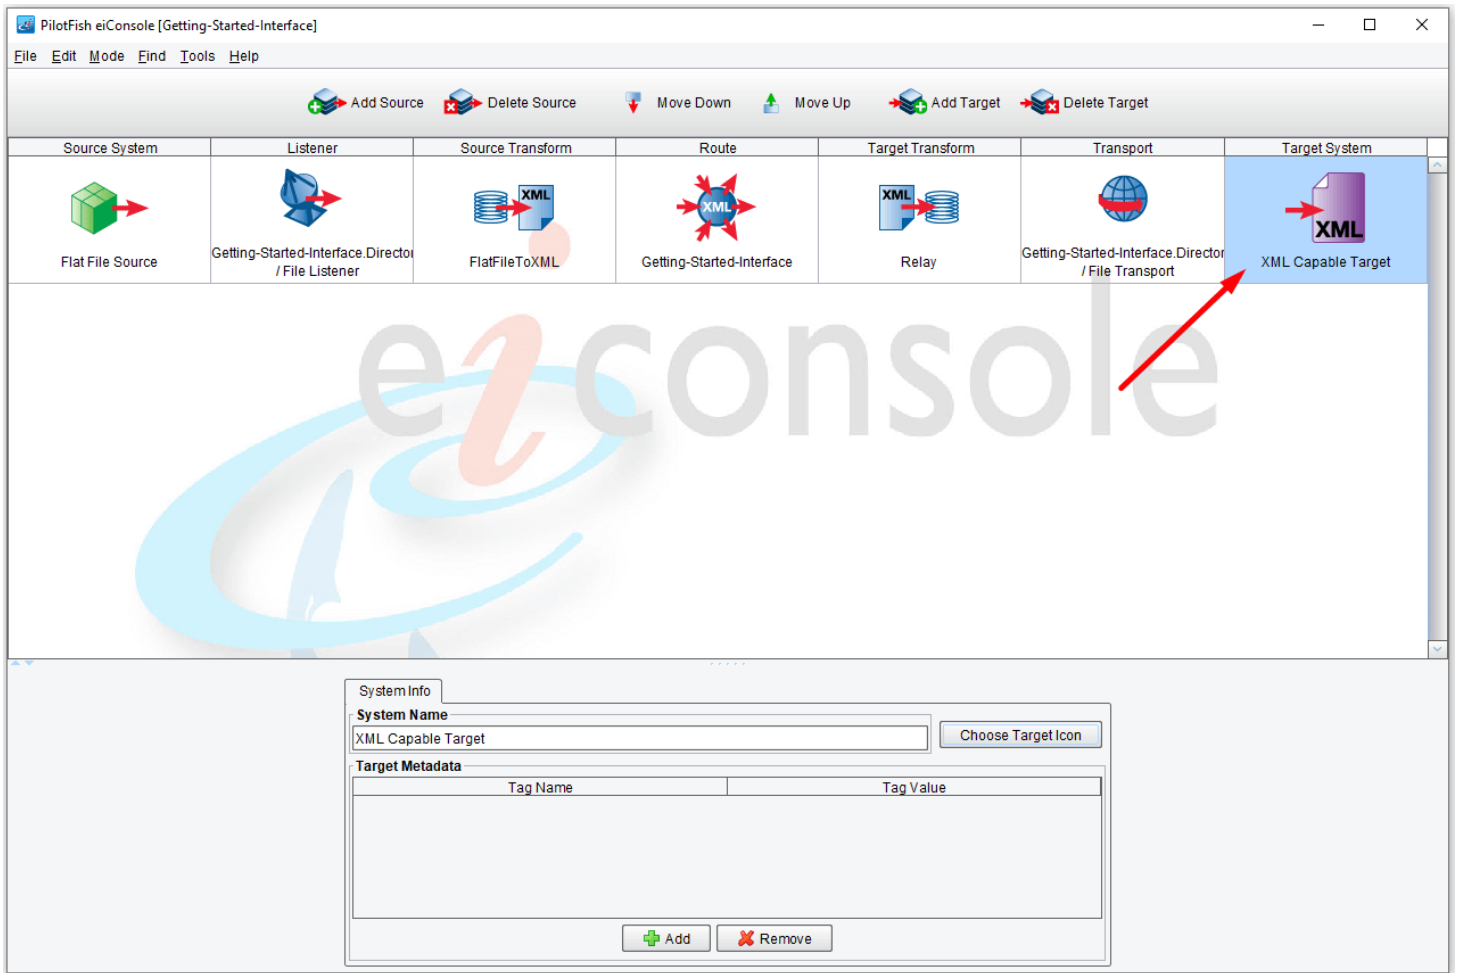 PilotFish eiConsole [Getting-Started-Interface]
File Edit Mode Find Tools Help
Add Source Delete Source Move Down Move Up Add Target Delete Target
Source System Listener Source Transform Route Target Transform Transport Target System
XML XML XML XML
Flat File Source
Getting-Started-Interface.Director
/ File Listener
FlatFileToXML
Getting-Started-Interface
Relay
Getting-Started-Interface.Director
/ File Transport
XML Capable Target
eiconsole
System Info
System Name
XML Capable Target
Choose Target Icon
Target Metadata
Tag Name Tag Value
Add Remove